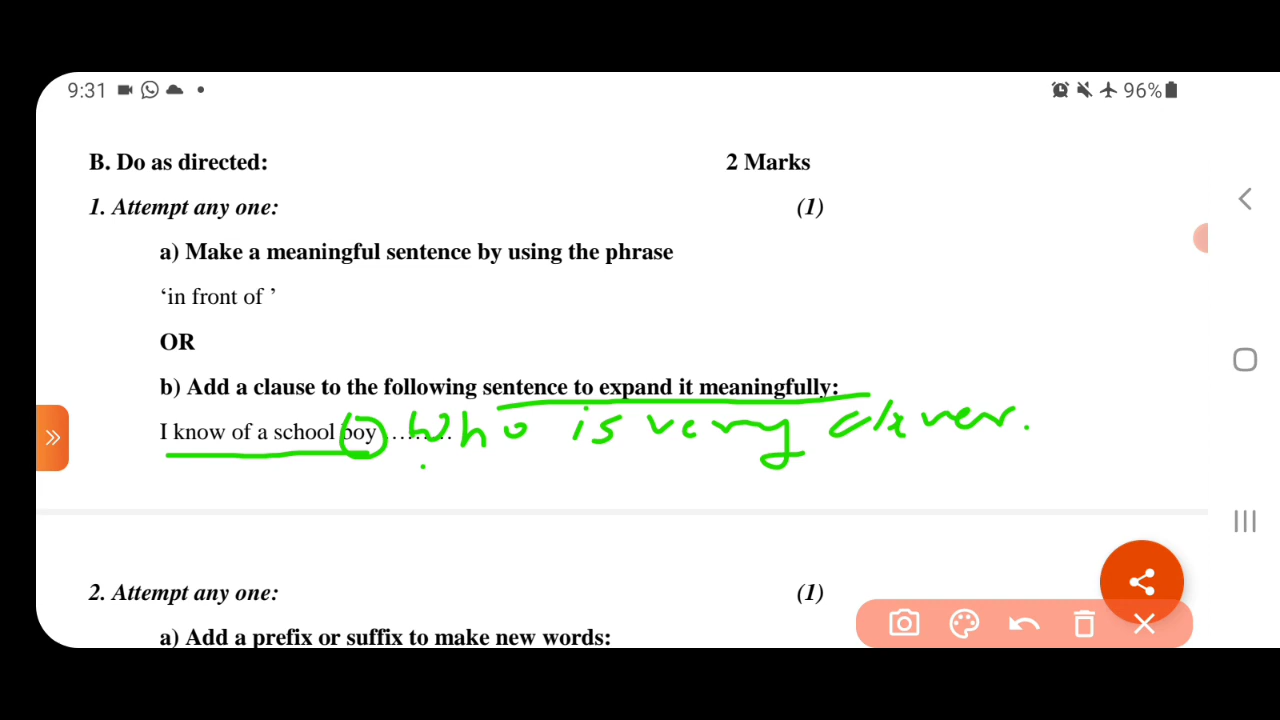 9:31 96%
B. Do as directed: 2 Marks
1. Attempt any one: (1)
a) Make a meaningful sentence by using the phrase
‘in front of ’
OR
b) Add a clause to the following sentence to expand it meaningfully:
I know of a school boy ......... who is very clever.
2. Attempt any one: (1)
a) Add a prefix or suffix to make new words: